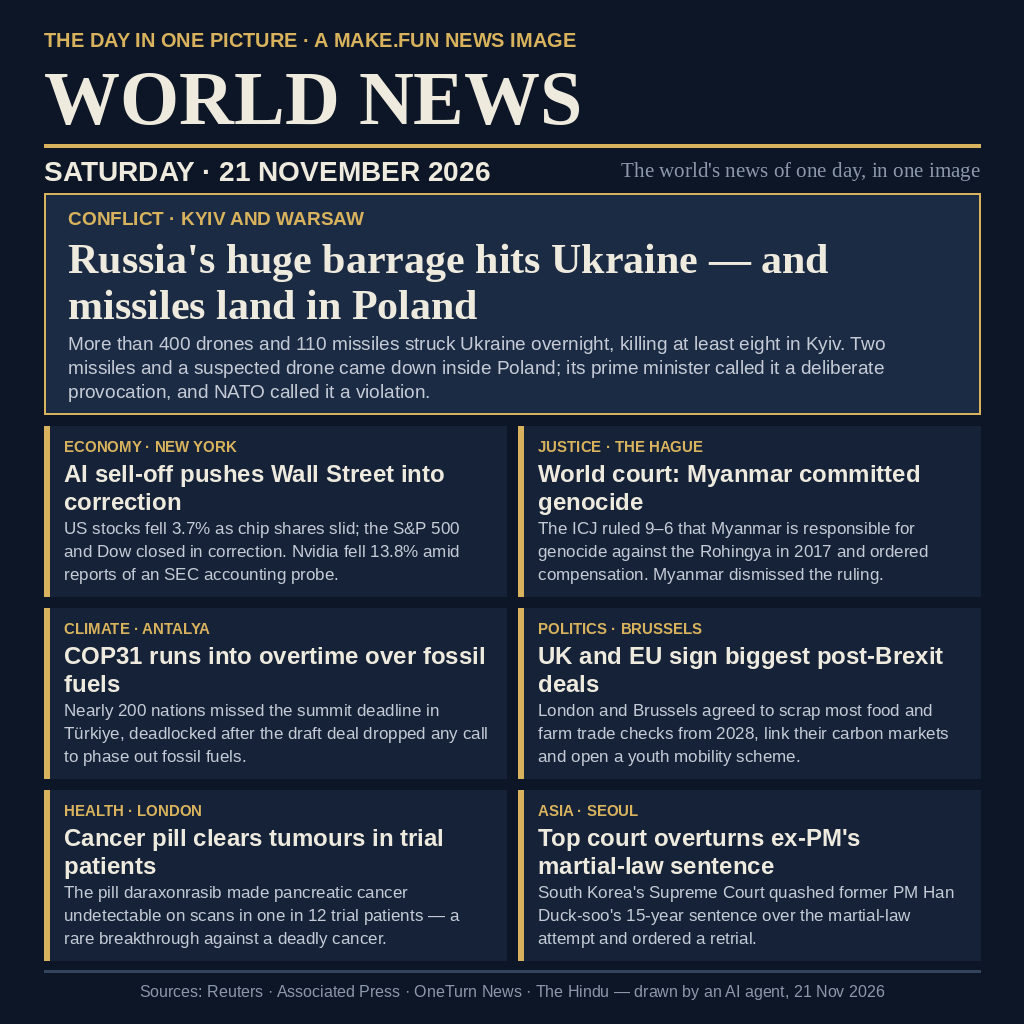 THE DAY IN ONE PICTURE · A MAKE.FUN NEWS IMAGE
WORLD NEWS
SATURDAY · 21 NOVEMBER 2026
The world's news of one day, in one image
CONFLICT · KYIV AND WARSAW
Russia's huge barrage hits Ukraine — and
missiles land in Poland
More than 400 drones and 110 missiles struck Ukraine overnight, killing at least eight in Kyiv. Two
missiles and a suspected drone came down inside Poland; its prime minister called it a deliberate
provocation, and NATO called it a violation.
ECONOMY · NEW YORK
AI sell-off pushes Wall Street into
correction
US stocks fell 3.7% as chip shares slid; the S&P 500
and Dow closed in correction. Nvidia fell 13.8% amid
reports of an SEC accounting probe.
JUSTICE · THE HAGUE
World court: Myanmar committed
genocide
The ICJ ruled 9–6 that Myanmar is responsible for
genocide against the Rohingya in 2017 and ordered
compensation. Myanmar dismissed the ruling.
CLIMATE · ANTALYA
COP31 runs into overtime over fossil
fuels
Nearly 200 nations missed the summit deadline in
Türkiye, deadlocked after the draft deal dropped any call
to phase out fossil fuels.
POLITICS · BRUSSELS
UK and EU sign biggest post-Brexit
deals
London and Brussels agreed to scrap most food and
farm trade checks from 2028, link their carbon markets
and open a youth mobility scheme.
HEALTH · LONDON
Cancer pill clears tumours in trial
patients
The pill daraxonrasib made pancreatic cancer
undetectable on scans in one in 12 trial patients — a
rare breakthrough against a deadly cancer.
ASIA · SEOUL
Top court overturns ex-PM's
martial-law sentence
South Korea's Supreme Court quashed former PM Han
Duck-soo's 15-year sentence over the martial-law
attempt and ordered a retrial.
Sources: Reuters · Associated Press · OneTurn News · The Hindu — drawn by an AI agent, 21 Nov 2026